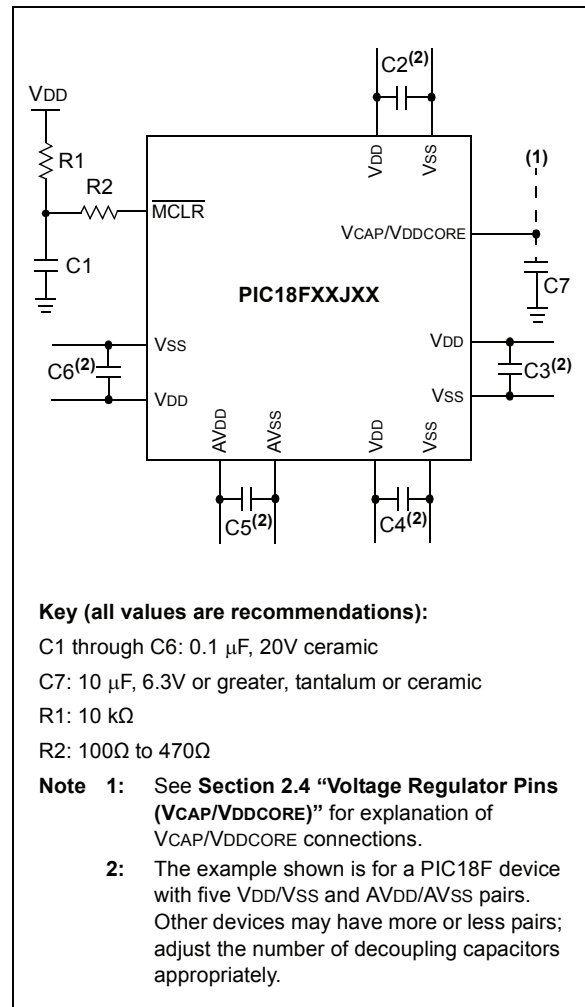 C2(2)
VDD
R1
R2
MCLR
C1
VDD
VSS
(1)
VCAP/VDDCORE
C7
PIC18FXXJXX
VSS
C6(2)
VDD
VDD
C3(2)
VSS
AVDD
AVSS
VDD
VSS
C5(2)
C4(2)
Key (all values are recommendations):
C1 through C6: 0.1 μF, 20V ceramic
C7: 10 μF, 6.3V or greater, tantalum or ceramic
R1: 10 kΩ
R2: 100Ω to 470Ω
Note 1: See Section 2.4 “Voltage Regulator Pins
(VCAP/VDDCORE)” for explanation of
VCAP/VDDCORE connections.
2: The example shown is for a PIC18F device
with five VDD/VSS and AVDD/AVSS pairs.
Other devices may have more or less pairs;
adjust the number of decoupling capacitors
appropriately.